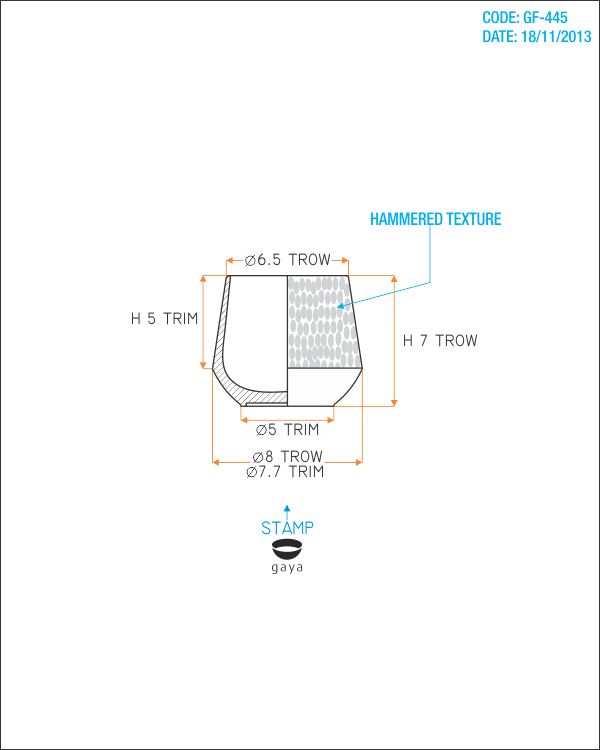 CODE: GF-445
DATE: 18/11/2013
HAMMERED TEXTURE
Ø6.5 TROW
H 5 TRIM
H 7 TROW
Ø5 TRIM
Ø8 TROW
Ø7.7 TRIM
STAMP
gaya